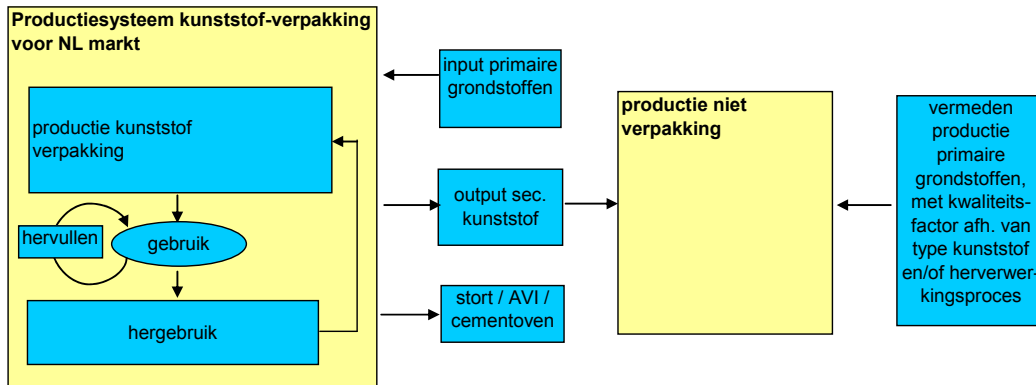 Productiesysteem kunststof-verpakking
voor NL markt
productie kunststof
verpakking
hervullen
gebruik
hergebruik
input primaire
grondstoffen
output sec.
kunststof
stort / AVI /
cementoven
productie niet
verpakking
vermeden
productie
primaire
grondstoffen,
met kwaliteits-
factor afh. van
type kunststof
en/of herverwer-
kingsproces